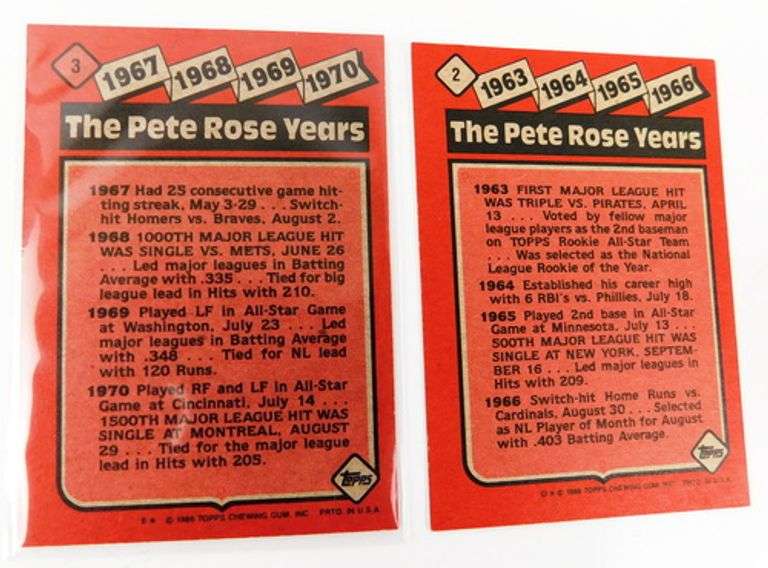 3
1967 1968 1969 1970
The Pete Rose Years
1967 Had 25 consecutive game hit-
ting streak, May 3-29 . . . Switch-
hit Homers vs. Braves, August 2.
1968 1000TH MAJOR LEAGUE HIT
WAS SINGLE VS. METS, JUNE 26
. . . Led major leagues in Batting
Average with .335 . . . Tied for big
league lead in Hits with 210.
1969 Played LF in All-Star Game
at Washington, July 23 . . . Led
major leagues in Batting Average
with .348 . . . Tied for NL lead
with 120 Runs.
1970 Played RF and LF in All-Star
Game at Cincinnati, July 14 . . .
1500TH MAJOR LEAGUE HIT WAS
SINGLE AT MONTREAL, AUGUST
29 . . . Tied for the major league
lead in Hits with 205.
TOPPS
© 1986 TOPPS CHEWING GUM, INC. PRTD. IN U.S.A.
2
1963 1964 1965 1966
The Pete Rose Years
1963 FIRST MAJOR LEAGUE HIT
WAS TRIPLE VS. PIRATES, APRIL
13 . . . Voted by fellow major
league players as the 2nd baseman
on TOPPS Rookie All-Star Team
. . . Was selected as the National
League Rookie of the Year.
1964 Established his career high
with 6 RBI's vs. Phillies, July 18.
1965 Played 2nd base in All-Star
Game at Minnesota, July 13 . . .
500TH MAJOR LEAGUE HIT WAS
SINGLE AT NEW YORK, SEPTEM-
BER 16 . . . Led major leagues in
Hits with 209.
1966 Switch-hit Home Runs vs.
Cardinals, August 30 . . . Selected
as NL Player of Month for August
with .403 Batting Average.
TOPPS
© 1986 TOPPS CHEWING GUM, INC. PRTD. IN U.S.A.